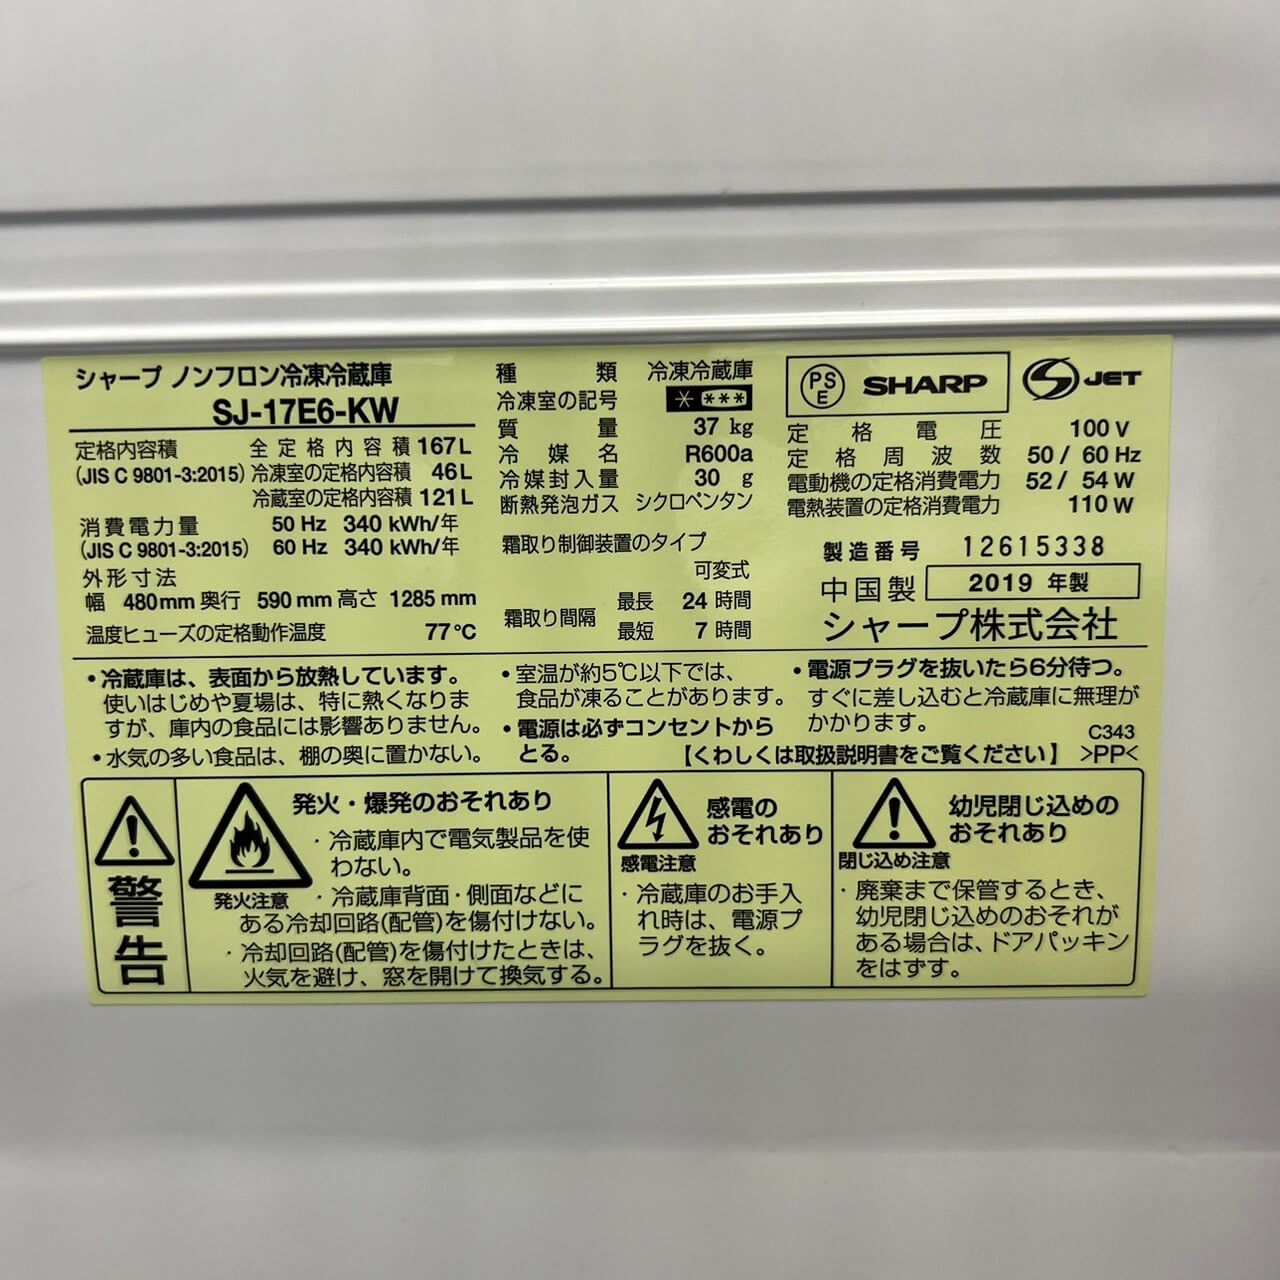 シャープ ノンフロン冷凍冷蔵庫
SJ-17E6-KW
定格内容積 全定格内容積 167L
(JIS C 9801-3:2015) 冷凍室の定格内容積 46L
冷蔵室の定格内容積 121L
消費電力量 50 Hz 340 kWh/年
(JIS C 9801-3:2015) 60 Hz 340 kWh/年
外形寸法
幅 480mm 奥行 590mm 高さ 1285mm
温度ヒューズの定格動作温度 77℃
種類 冷凍冷蔵庫
冷凍室の記号 * ***
質量 37 kg
冷媒名 R600a
冷媒封入量 30 g
断熱発泡ガス シクロペンタン
霜取り制御装置のタイプ
可変式
霜取り間隔 最長 24 時間
最短 7 時間
PSE SHARP JET
定格電圧 100 V
定格周波数 50 / 60 Hz
電動機の定格消費電力 52 / 54 W
電熱装置の定格消費電力 110 W
製造番号 12615338
中国製 2019 年製
シャープ株式会社
・冷蔵庫は、表面から放熱しています。
使いはじめや夏場は、特に熱くなりま
すが、庫内の食品には影響ありません。
・水気の多い食品は、棚の奥に置かない。
・室温が約5℃以下では、
食品が凍ることがあります。
・電源は必ずコンセントから
とる。
・電源プラグを抜いたら6分待つ。
すぐに差し込むと冷蔵庫に無理が
かかります。
C343
【くわしくは取扱説明書をご覧ください】 >PP<
警告
発火・爆発のおそれあり
発火注意
・冷蔵庫内で電気製品を使
わない。
・冷蔵庫背面・側面などに
ある冷却回路(配管)を傷付けない。
・冷却回路(配管)を傷付けたときは、
火気を避け、窓を開けて換気する。
感電の
おそれあり
感電注意
・冷蔵庫のお手入
れ時は、電源プ
ラグを抜く。
幼児閉じ込めの
おそれあり
閉じ込め注意
・廃棄まで保管するとき、
幼児閉じ込めのおそれが
ある場合は、ドアパッキン
をはずす。